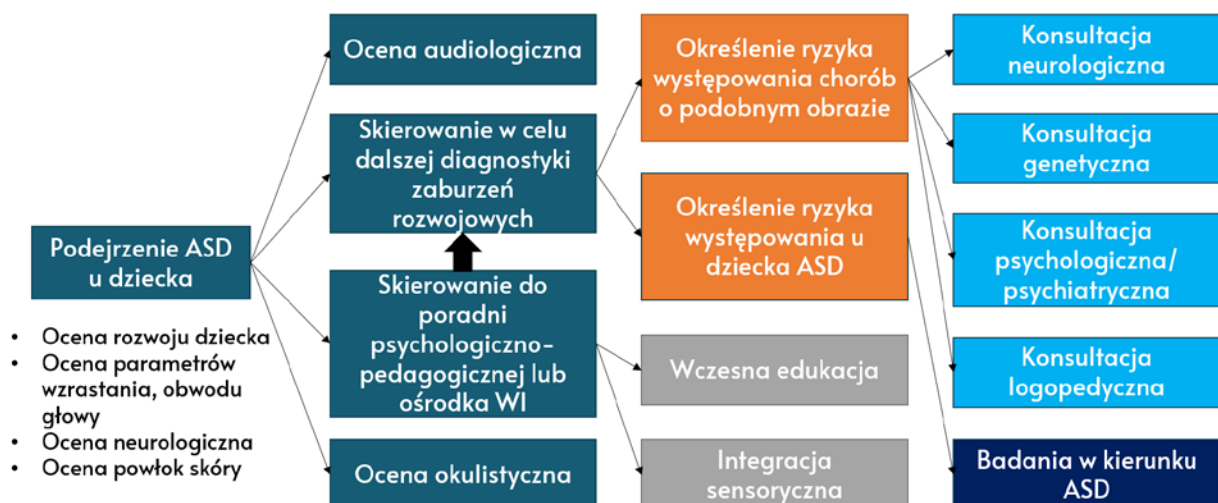 Podejrzenie ASD
u dziecka
• Ocena rozwoju dziecka
• Ocena parametrów
wzrastania, obwodu
głowy
• Ocena neurologiczna
• Ocena powłok skóry
Ocena audiologiczna
Skierowanie w celu
dalszej diagnostyki
zaburzeń
rozwojowych
Skierowanie do
poradni
psychologiczno-
pedagogicznej lub
ośrodka WI
Ocena okulistyczna
Określenie ryzyka
występowania chorób
o podobnym obrazie
Określenie ryzyka
występowania u
dziecka ASD
Wczesna edukacja
Integracja
sensoryczna
Konsultacja
neurologiczna
Konsultacja
genetyczna
Konsultacja
psychologiczna/
psychiatryczna
Konsultacja
logopedyczna
Badania w kierunku
ASD